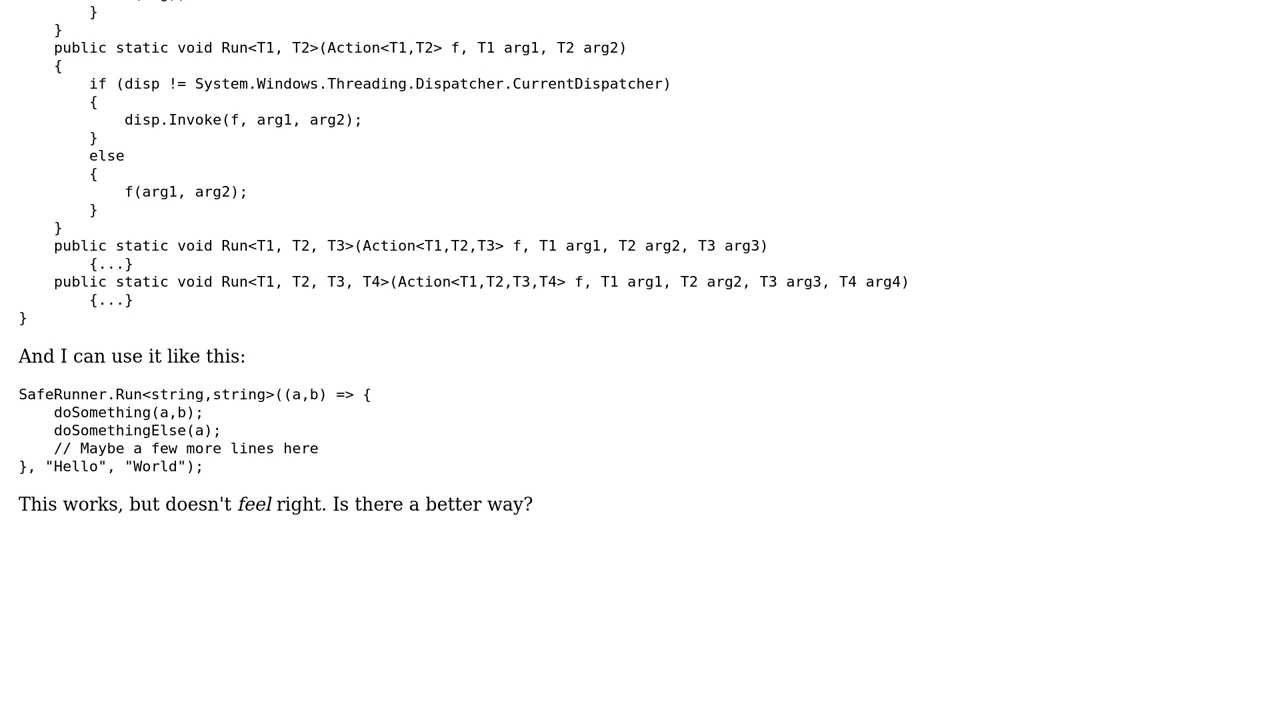 }
    }
    public static void Run<T1, T2>(Action<T1,T2> f, T1 arg1, T2 arg2)
    {
        if (disp != System.Windows.Threading.Dispatcher.CurrentDispatcher)
        {
            disp.Invoke(f, arg1, arg2);
        }
        else
        {
            f(arg1, arg2);
        }
    }
    public static void Run<T1, T2, T3>(Action<T1,T2,T3> f, T1 arg1, T2 arg2, T3 arg3)
        {...}
    public static void Run<T1, T2, T3, T4>(Action<T1,T2,T3,T4> f, T1 arg1, T2 arg2, T3 arg3, T4 arg4)
        {...}
}
And I can use it like this:
SafeRunner.Run<string,string>((a,b) => {
    doSomething(a,b);
    doSomethingElse(a);
    // Maybe a few more lines here
}, "Hello", "World");
This works, but doesn't feel right. Is there a better way?